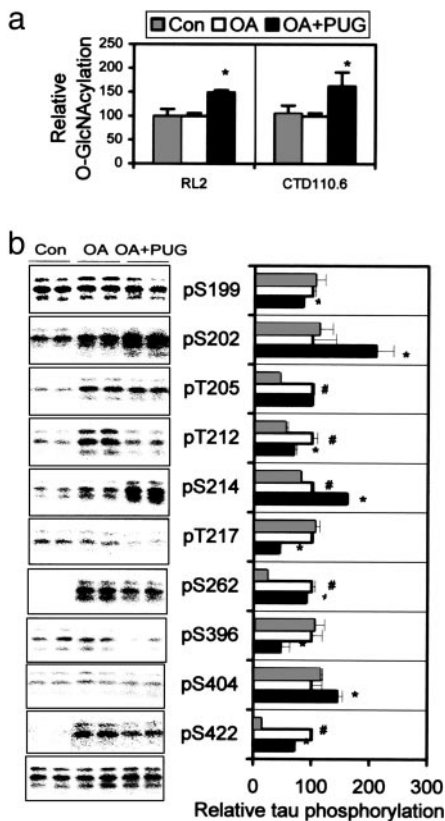 a
Con OA OA+PUG
Relative
O-GlcNAcylation
250
200
150
100
50
0
*
*
RL2 CTD110.6
b
Con OA OA+PUG
pS199 *
pS202 *
pT205 #
pT212 # *
pS214 # *
pT217 *
pS262 # *
pS396 *
pS404 *
pS422 # *
0 100 200 300
Relative tau phosphorylation